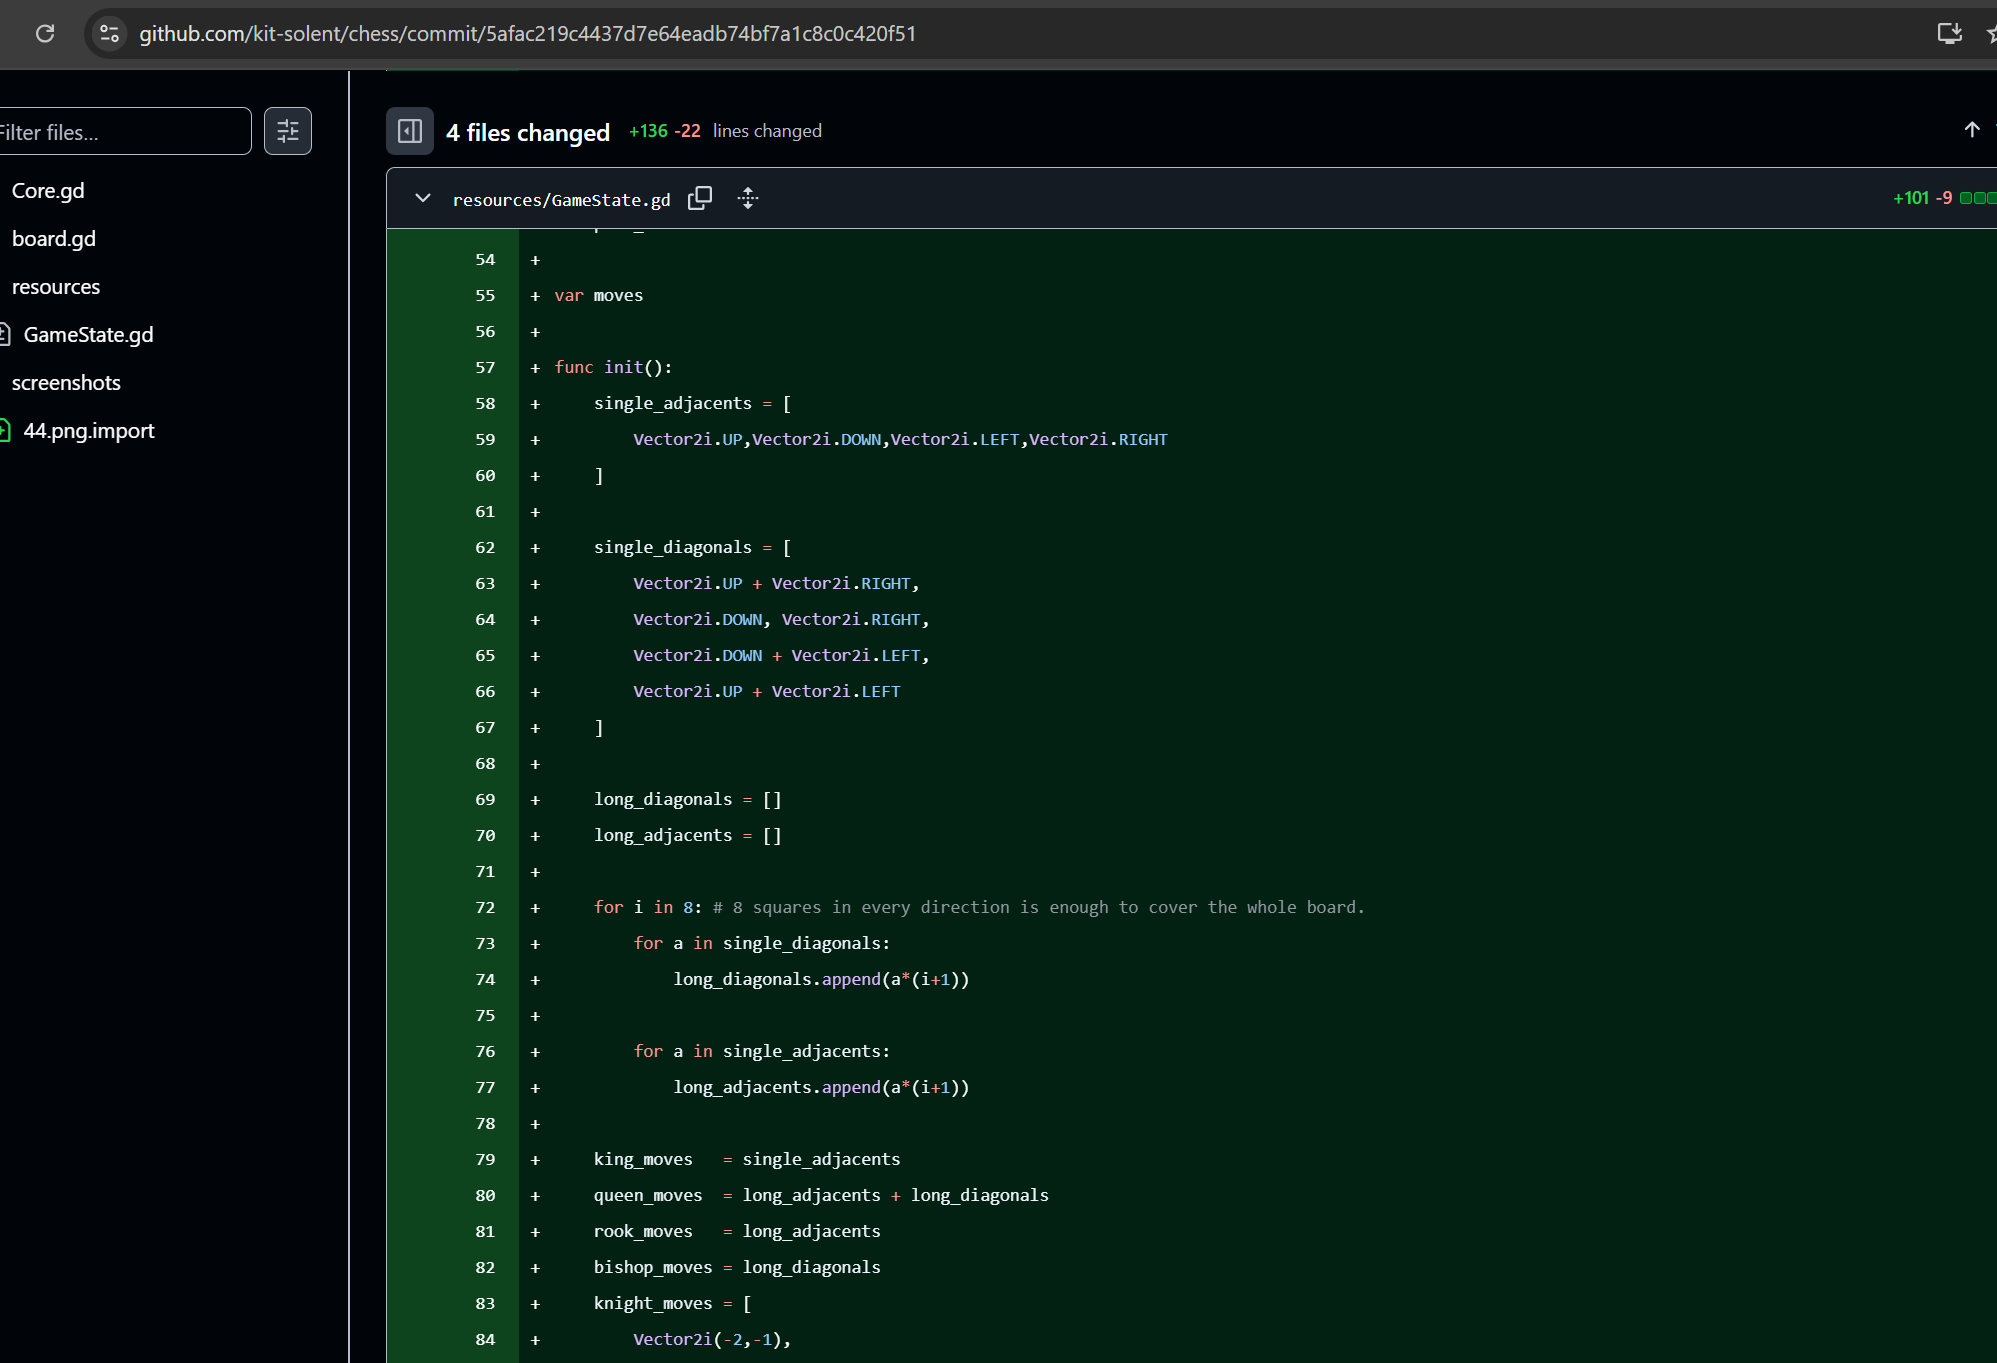 github.com/kit-solent/chess/commit/5afac219c4437d7e64eadb74bf7a1c8c0c420f51
Filter files...
Core.gd
board.gd
resources
GameState.gd
screenshots
44.png.import
4 files changed +136 -22 lines changed
resources/GameState.gd +101 -9
54 +
55 + var moves
56 +
57 + func init():
58 + single_adjacents = [
59 + Vector2i.UP,Vector2i.DOWN,Vector2i.LEFT,Vector2i.RIGHT
60 + ]
61 +
62 + single_diagonals = [
63 + Vector2i.UP + Vector2i.RIGHT,
64 + Vector2i.DOWN, Vector2i.RIGHT,
65 + Vector2i.DOWN + Vector2i.LEFT,
66 + Vector2i.UP + Vector2i.LEFT
67 + ]
68 +
69 + long_diagonals = []
70 + long_adjacents = []
71 +
72 + for i in 8: # 8 squares in every direction is enough to cover the whole board.
73 + for a in single_diagonals:
74 + long_diagonals.append(a*(i+1))
75 +
76 + for a in single_adjacents:
77 + long_adjacents.append(a*(i+1))
78 +
79 + king_moves = single_adjacents
80 + queen_moves = long_adjacents + long_diagonals
81 + rook_moves = long_adjacents
82 + bishop_moves = long_diagonals
83 + knight_moves = [
84 + Vector2i(-2,-1),